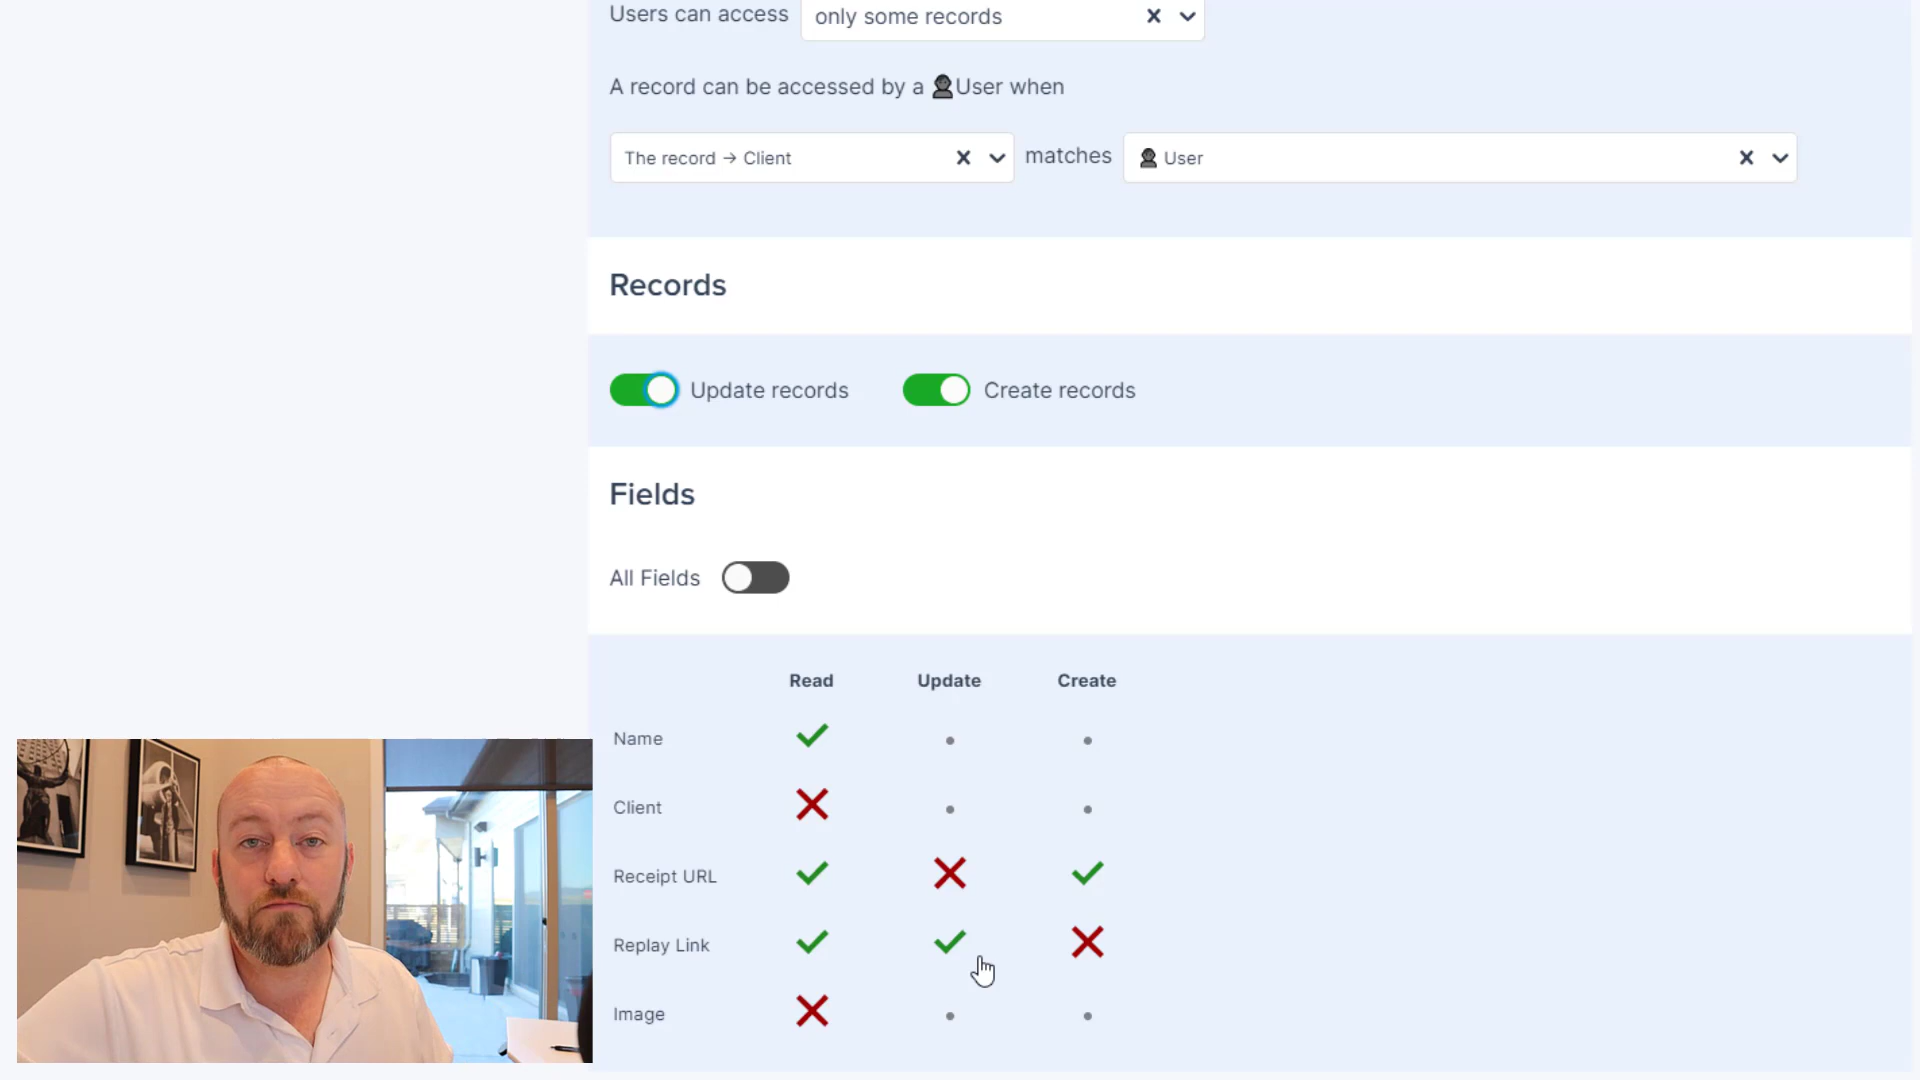 Users can access only some records
A record can be accessed by a User when
The record → Client matches User
Records
Update records Create records
Fields
All Fields
Read Update Create
Name
Client
Receipt URL
Replay Link
Image